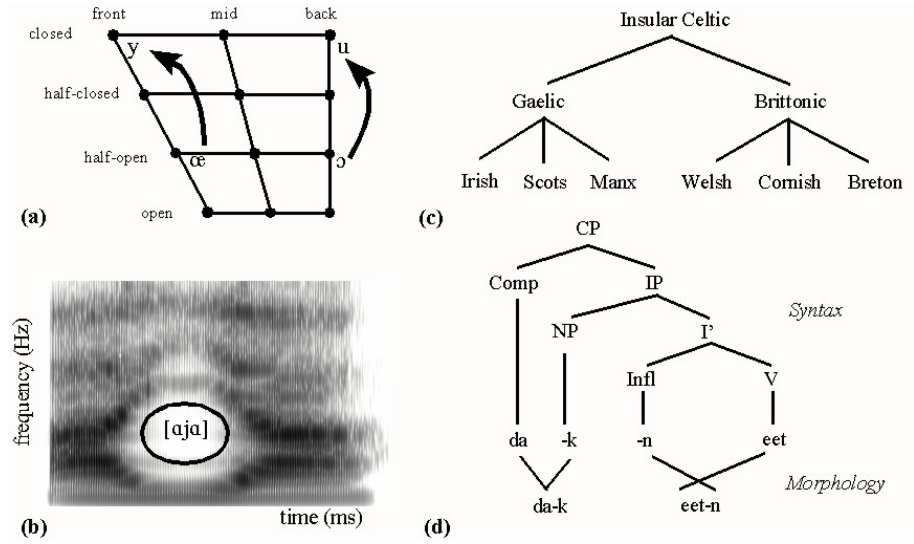 front mid back
closed
y u
half-closed
half-open
œ ɔ
open
(a)
frequency (Hz)
[ɑjɑ]
time (ms)
(b)
Insular Celtic
Gaelic Brittonic
Irish Scots Manx Welsh Cornish Breton
(c)
CP
Comp IP
Syntax
NP I'
Infl V
da -k -n eet
Morphology
da-k eet-n
(d)